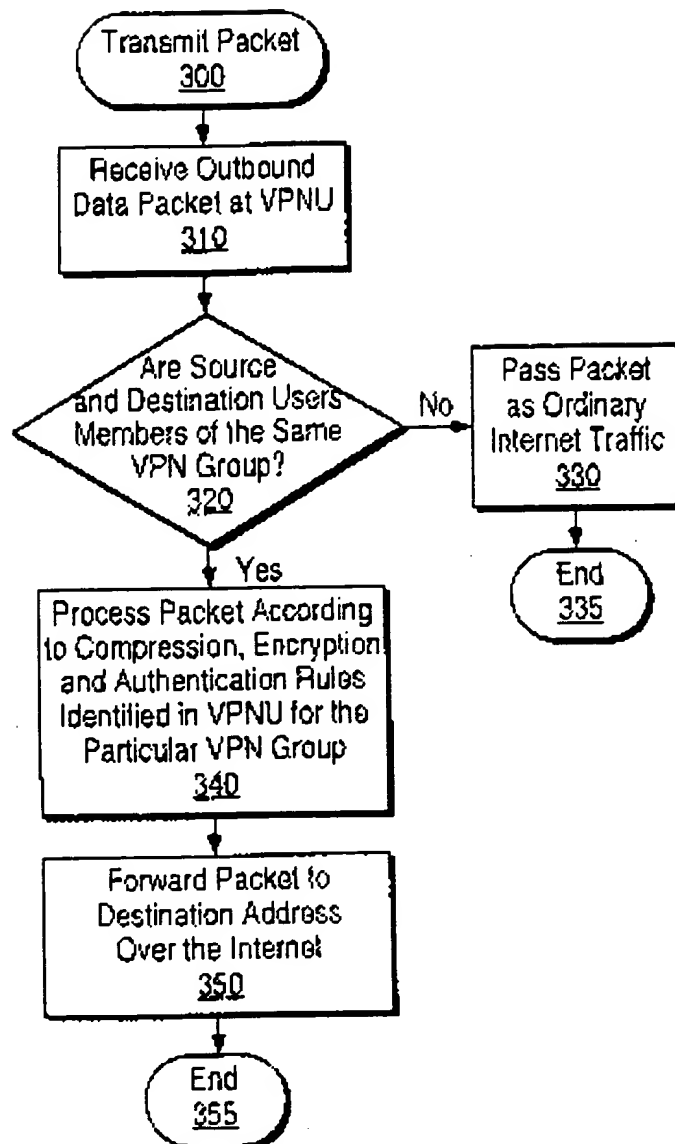 Transmit Packet
300
Receive Outbound
Data Packet at VPNU
310
Are Source
and Destination Users
Members of the Same
VPN Group?
320
No
Pass Packet
as Ordinary
Internet Traffic
330
End
335
Yes
Process Packet According
to Compression, Encryption
and Authentication Rules
Identified in VPNU for the
Particular VPN Group
340
Forward Packet to
Destination Address
Over the Internet
350
End
355